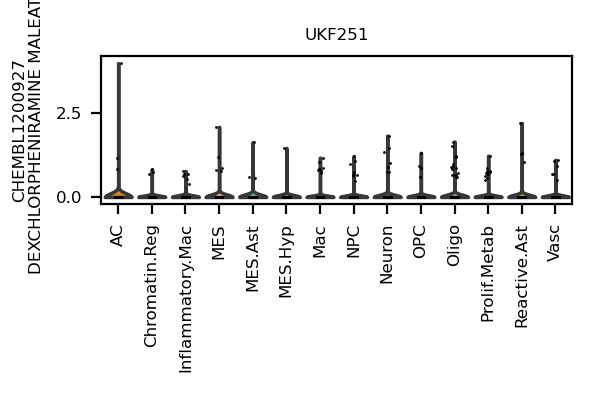 UKF251
CHEMBL1200927
DEXCHLORPHENIRAMINE MALEAT
2.5
0.0
AC
Chromatin.Reg
Inflammatory.Mac
MES
MES.Ast
MES.Hyp
Mac
NPC
Neuron
OPC
Oligo
Prolif.Metab
Reactive.Ast
Vasc